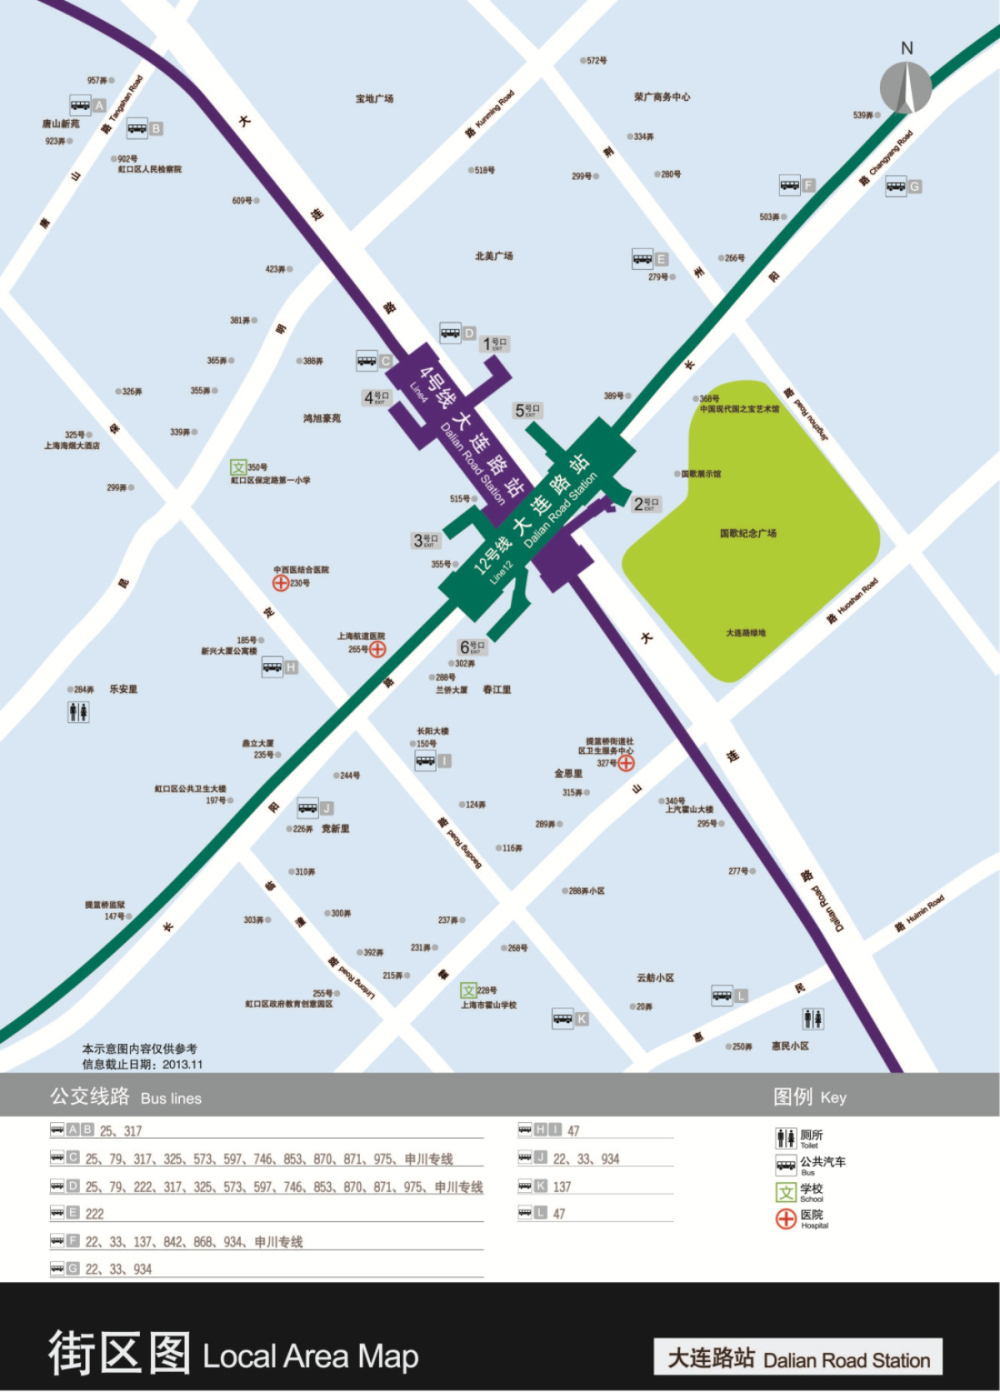 N
572号
957弄
宝地广场
荣广商务中心
A
路 Tangshan Road
路 Kunming Road
539弄
唐山新苑
B
大
923弄
334弄
荆
902号
虹口区人民检察院
路 Changyang Road
山
518号
299号
280号
F
G
609号
连
503弄
唐
北美广场
266号
E
423弄
279号
州
阳
路
381弄
明
D
1号口
EXIT
365弄
388弄
C
长
326弄
355弄
4号口
EXIT
4号线 大连路站
Line4 Dalian Road Station
389号
368号
中国现代国之宝艺术馆
路 Jingzhou Road
5号口
EXIT
鸿旭豪苑
保
325号
上海海烟大酒店
339弄
文 350号
虹口区保定路第一小学
国歌展示馆
299弄
515号
2号口
EXIT
12号线 大连路站
Line12 Dalian Road Station
国歌纪念广场
3号口
EXIT
355号
中西医结合医院
230号
昆
定
路 Huoshan Road
185号
新兴大厦公寓楼
上海航道医院
265号
大
大连路绿地
6号口
EXIT
H
302弄
288号
兰侨大厦
春江里
路
284弄
乐安里
长阳大楼
150号
鼎立大厦
235号
提篮桥街道社
区卫生服务中心
327号
连
I
金恩里
244号
虹口区公共卫生大楼
197号
315弄
山
340号
上汽霍山大楼
J
阳
124弄
226弄
竞新里
路 Baoding Road
289弄
295号
116弄
310弄
277号
临
288弄小区
路 Dalian Road
提篮桥监狱
147号
300弄
303弄
潼
237弄
路 Huimin Road
长
231弄
268号
392弄
路 Lintong Road
215弄
霍
云舫小区
255号
虹口区政府教育创意园区
文 228号
上海市霍山学校
民
L
20弄
K
惠
250弄
惠民小区
本示意图内容仅供参考
信息截止日期：2013.11
公交线路 Bus lines
图例 Key
A B 25、317
C 25、79、317、325、573、597、746、853、870、871、975、申川专线
D 25、79、222、317、325、573、597、746、853、870、871、975、申川专线
E 222
F 22、33、137、842、868、934、申川专线
G 22、33、934
H I 47
J 22、33、934
K 137
L 47
厕所
Toilet
公共汽车
Bus
文 学校
School
医院
Hospital
街区图 Local Area Map
大连路站 Dalian Road Station